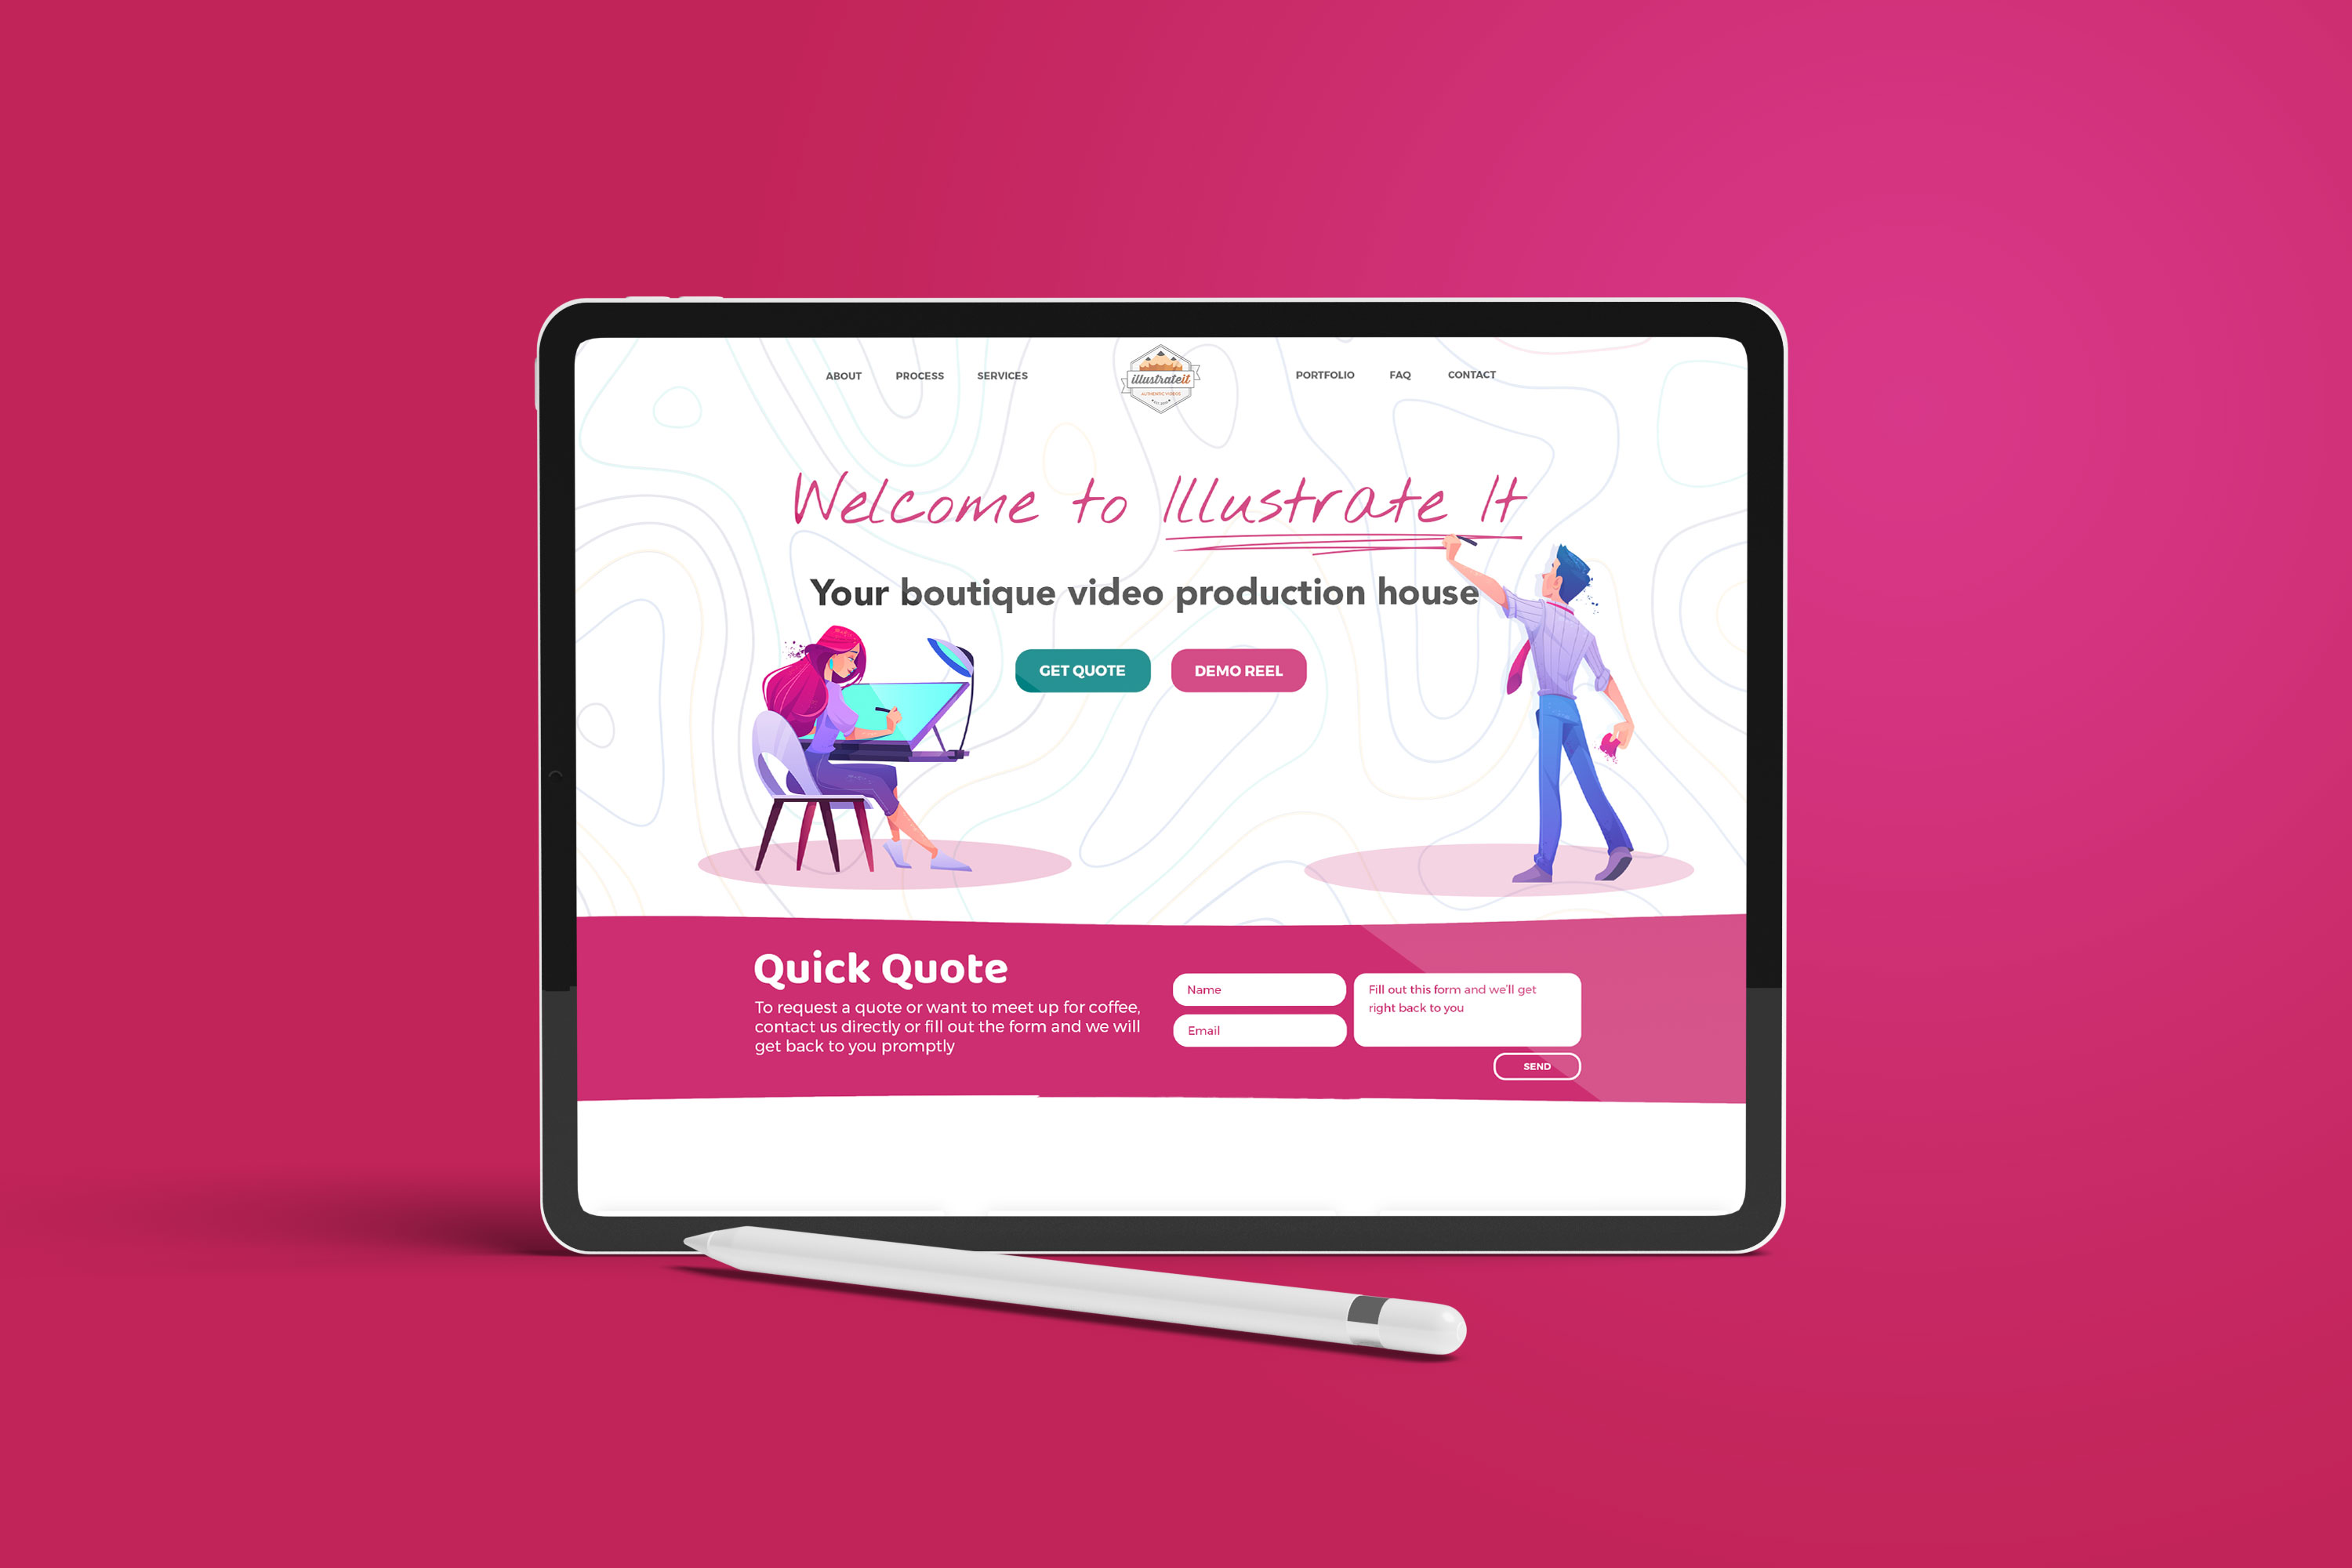 ABOUT PROCESS SERVICES
illustrateit
AUTHENTIC VIDEOS
PORTFOLIO FAQ CONTACT
Welcome to Illustrate It
Your boutique video production house
GET QUOTE DEMO REEL
Quick Quote
To request a quote or want to meet up for coffee,
contact us directly or fill out the form and we will
get back to you promptly
Name
Email
Fill out this form and we'll get
right back to you
SEND